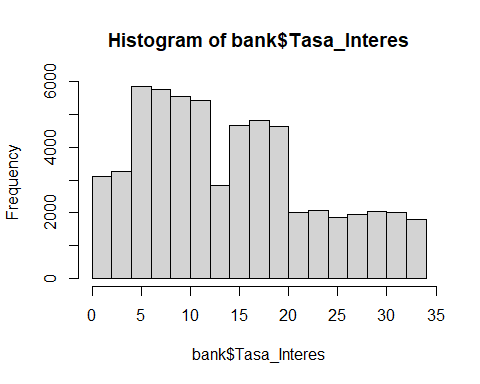 Histogram of bank$Tasa_Interes
Frequency
6000
4000
2000
0
0 5 10 15 20 25 30 35
bank$Tasa_Interes